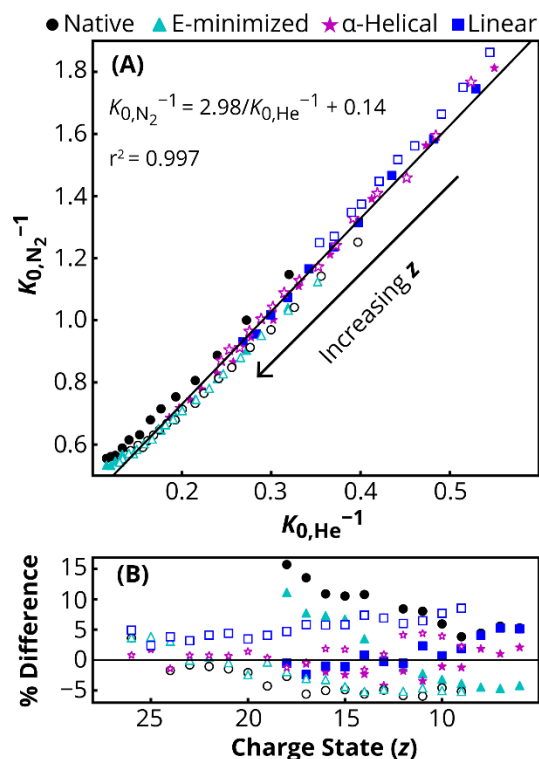 ● Native ▲ E-minimized ★ α-Helical ■ Linear
(A)
K0,N2⁻¹ = 2.98/K0,He⁻¹ + 0.14
r² = 0.997
Increasing z
K0,N2⁻¹
1.8
1.6
1.4
1.2
1.0
0.8
0.6
0.2 0.3 0.4 0.5
K0,He⁻¹
(B)
% Difference
15
10
5
0
−5
25 20 15 10
Charge State (z)